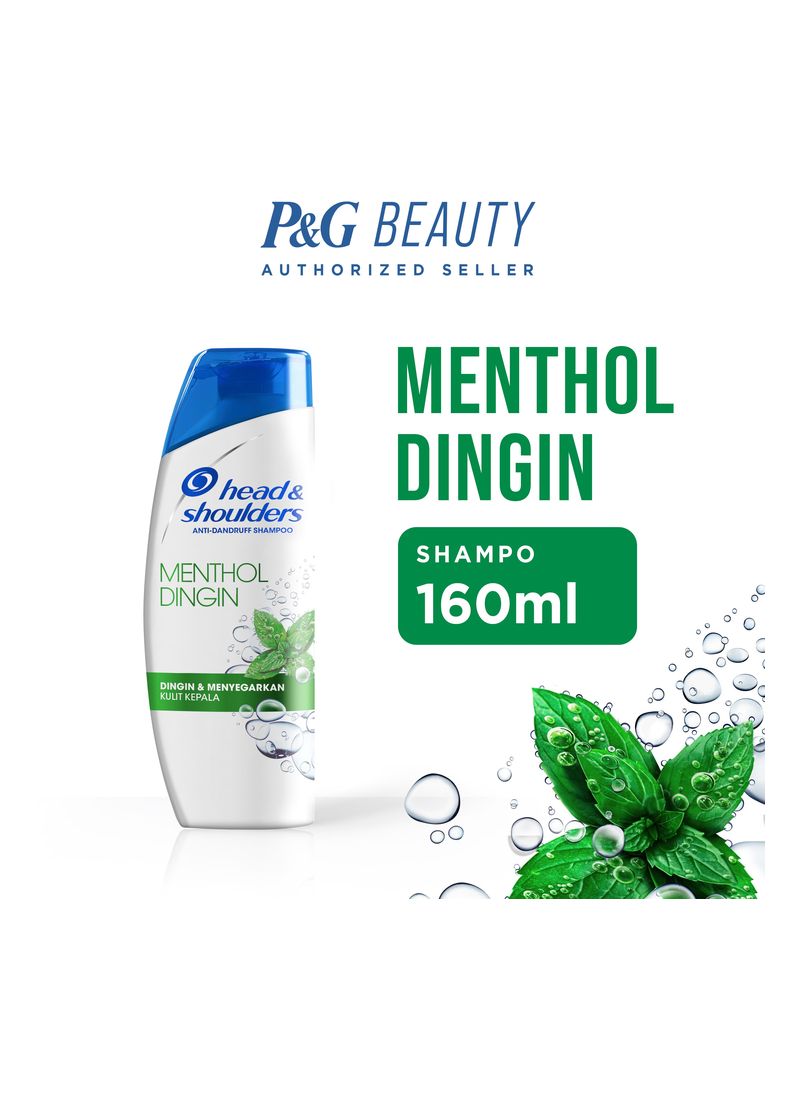 P&G BEAUTY
AUTHORIZED SELLER
MENTHOL
DINGIN
SHAMPO
160ml
head &
shoulders
ANTI-DANDRUFF SHAMPOO
MENTHOL
DINGIN
DINGIN & MENYEGARKAN
KULIT KEPALA